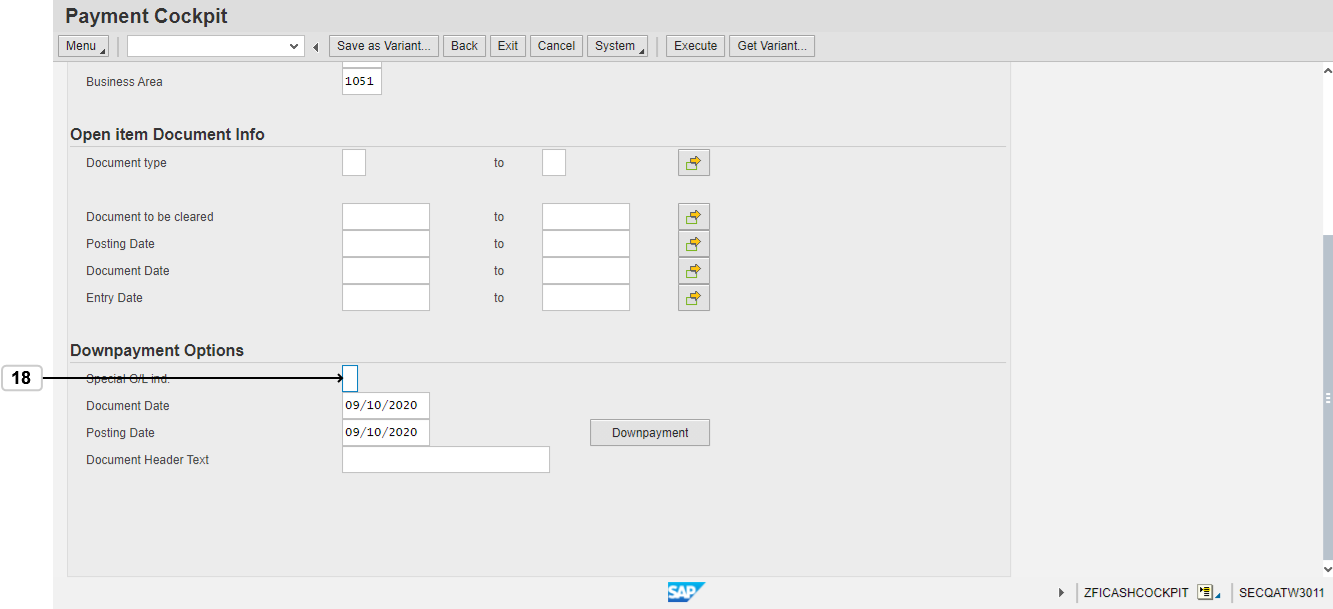 Payment Cockpit
Menu Save as Variant... Back Exit Cancel System Execute Get Variant...
Business Area 1051
Open item Document Info
Document type to
Document to be cleared to
Posting Date to
Document Date to
Entry Date to
Downpayment Options
18 Special G/L ind.
Document Date 09/10/2020
Posting Date 09/10/2020 Downpayment
Document Header Text
SAP ZFICASHCOCKPIT SECQATW3011